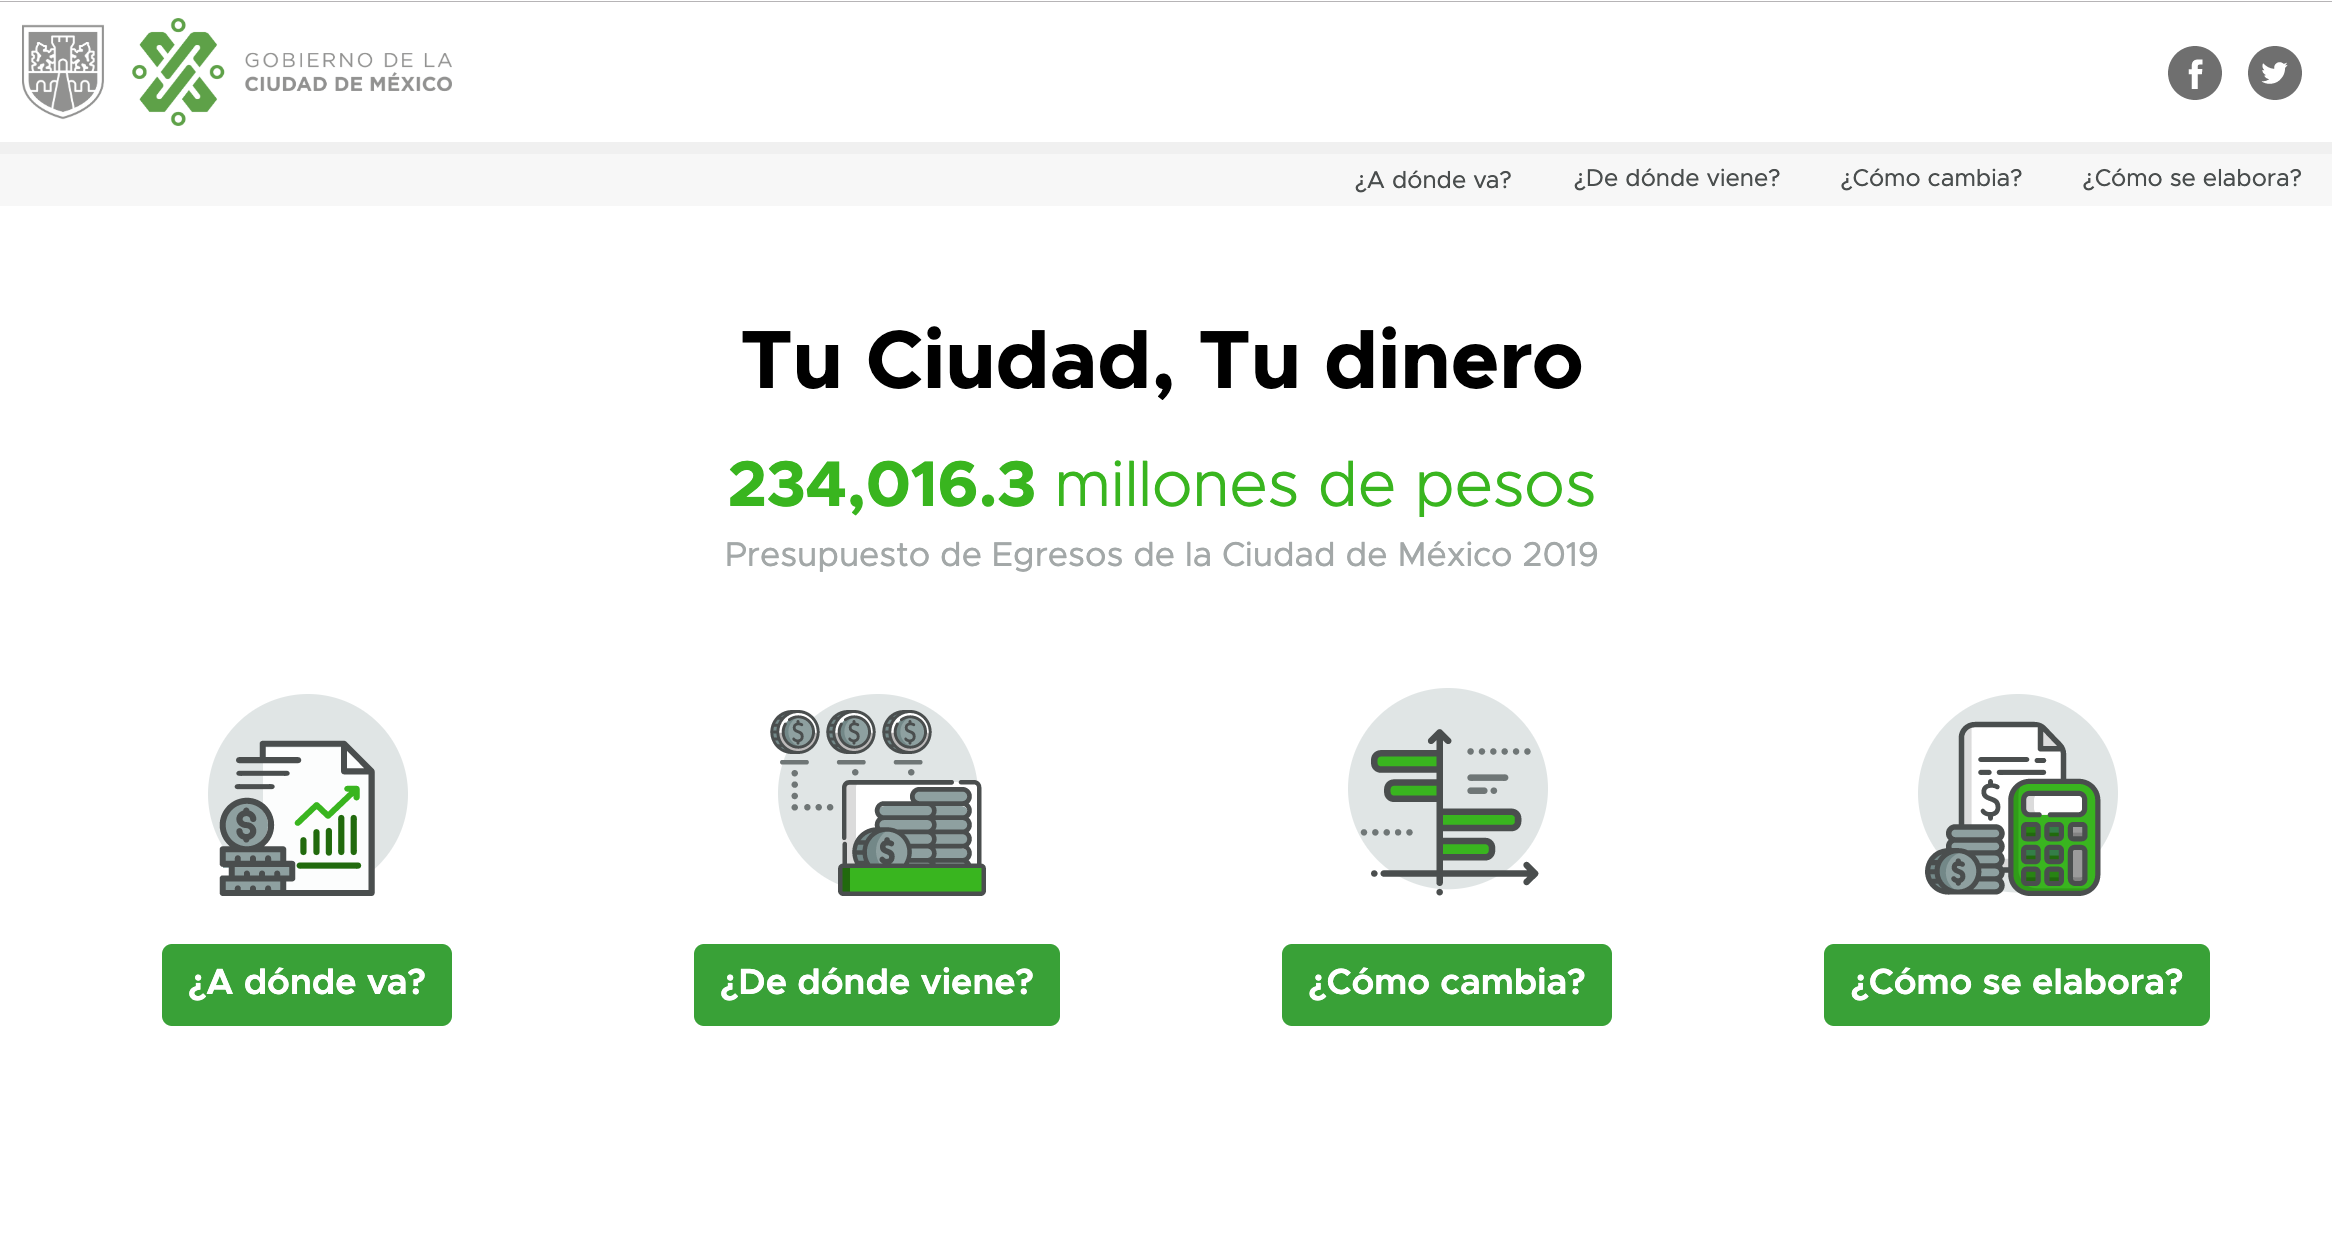 GOBIERNO DE LA
CIUDAD DE MÉXICO
¿A dónde va? ¿De dónde viene? ¿Cómo cambia? ¿Cómo se elabora?
Tu Ciudad, Tu dinero
234,016.3 millones de pesos
Presupuesto de Egresos de la Ciudad de México 2019
¿A dónde va? ¿De dónde viene? ¿Cómo cambia? ¿Cómo se elabora?